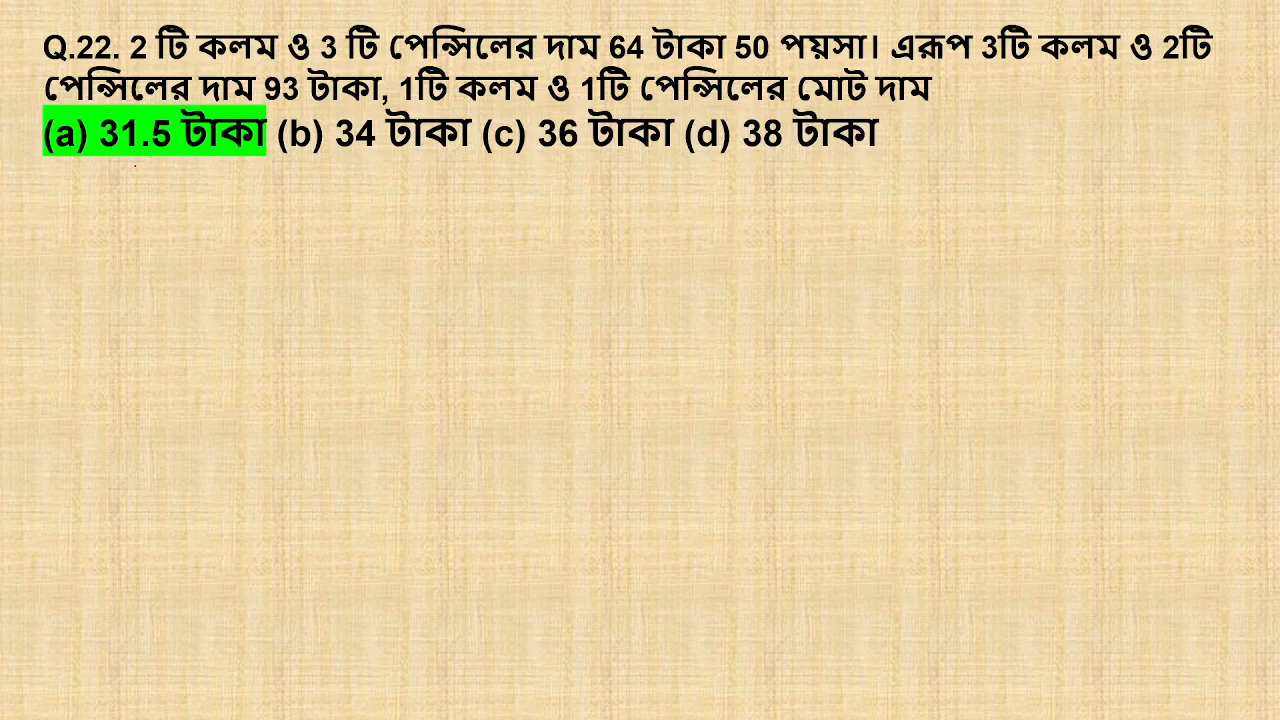 Q.22. 2 টি কলম ও 3 টি পেন্সিলের দাম 64 টাকা 50 পয়সা। এরূপ 3টি কলম ও 2টি
পেন্সিলের দাম 93 টাকা, 1টি কলম ও 1টি পেন্সিলের মোট দাম
(a) 31.5 টাকা (b) 34 টাকা (c) 36 টাকা (d) 38 টাকা